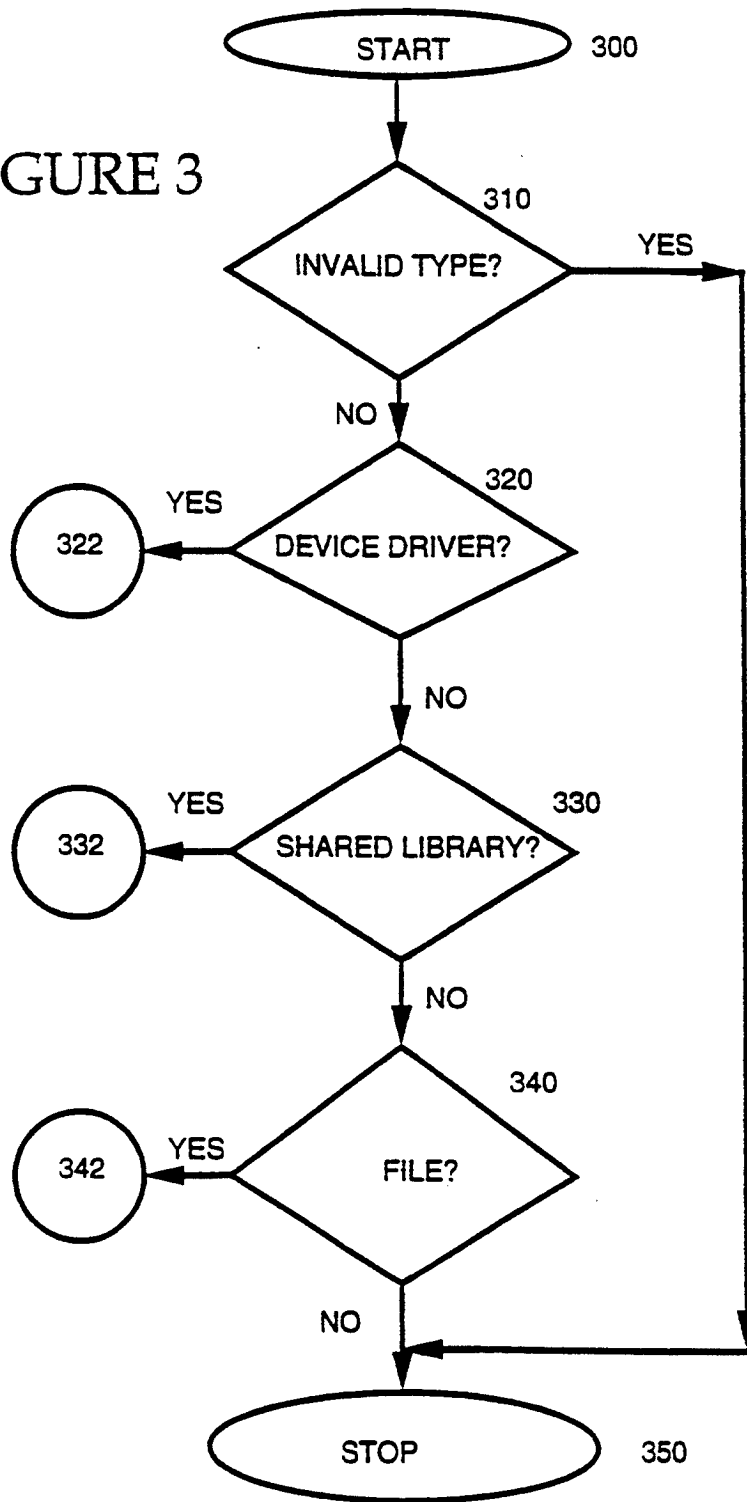 START 300
GURE 3
310
INVALID TYPE? YES
NO
320
YES
322 DEVICE DRIVER?
NO
YES 330
332 SHARED LIBRARY?
NO
340
YES
342 FILE?
NO
STOP 350